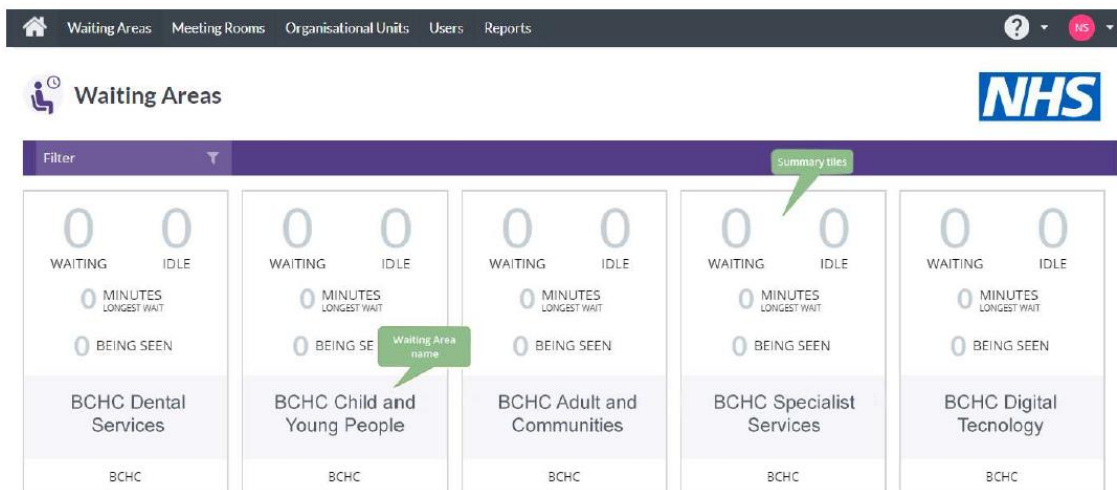 Waiting Areas Meeting Rooms Organisational Units Users Reports ? NS
Waiting Areas
NHS
Filter
Summary tiles
0 0 0 0 0 0 0 0 0 0
WAITING IDLE WAITING IDLE WAITING IDLE WAITING IDLE WAITING IDLE
0 MINUTES 0 MINUTES 0 MINUTES 0 MINUTES 0 MINUTES
LONGEST WAIT LONGEST WAIT LONGEST WAIT LONGEST WAIT LONGEST WAIT
0 BEING SEEN 0 BEING SE 0 BEING SEEN 0 BEING SEEN 0 BEING SEEN
Waiting Area
name
BCHC Dental BCHC Child and BCHC Adult and BCHC Specialist BCHC Digital
Services Young People Communities Services Tecnology
BCHC BCHC BCHC BCHC BCHC